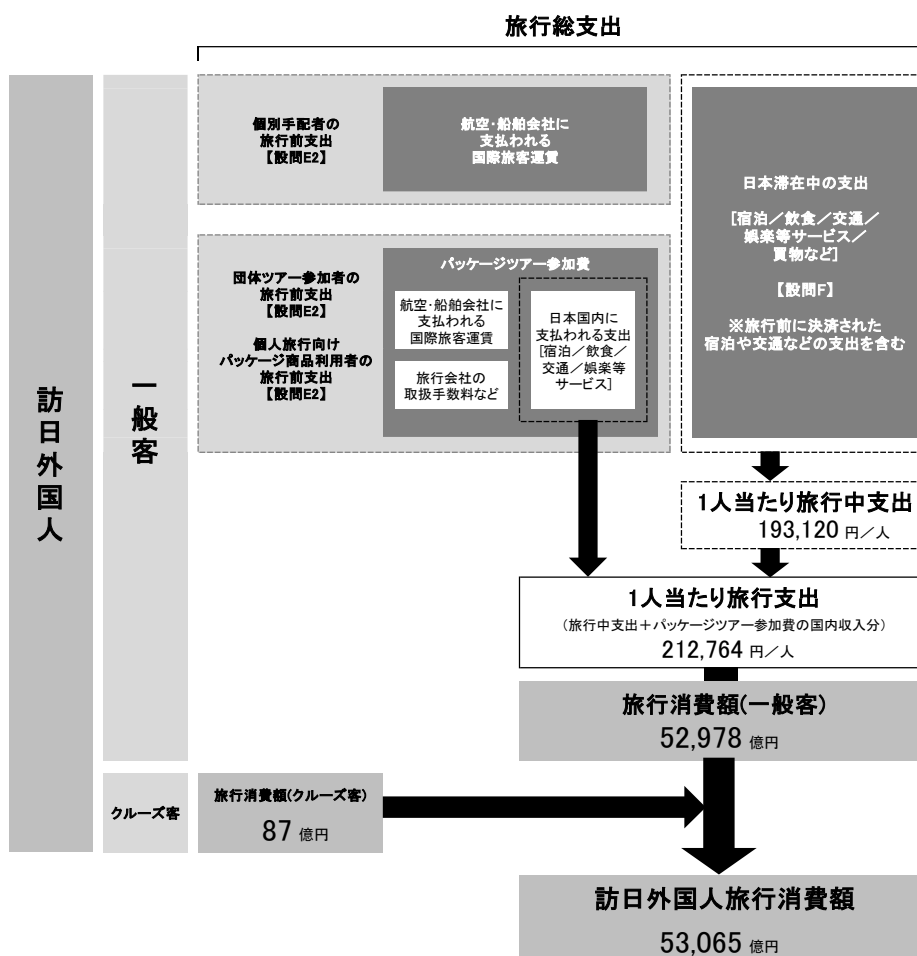 旅行総支出
訪日外国人
一般客
個別手配者の
旅行前支出
【設問E2】
航空・船舶会社に
支払われる
国際旅客運賃
団体ツアー参加者の
旅行前支出
【設問E2】
個人旅行向け
パッケージ商品利用者の
旅行前支出
【設問E2】
パッケージツアー参加費
航空・船舶会社に
支払われる
国際旅客運賃
旅行会社の
取扱手数料など
日本国内に
支払われる支出
[宿泊/飲食/
交通/娯楽等
サービス]
日本滞在中の支出
[宿泊/飲食/交通/
娯楽等サービス/
買物など]
【設問F】
※旅行前に決済された
宿泊や交通などの支出を含む
1人当たり旅行中支出
193,120 円/人
1人当たり旅行支出
(旅行中支出+パッケージツアー参加費の国内収入分)
212,764 円/人
旅行消費額(一般客)
52,978 億円
クルーズ客
旅行消費額(クルーズ客)
87 億円
訪日外国人旅行消費額
53,065 億円